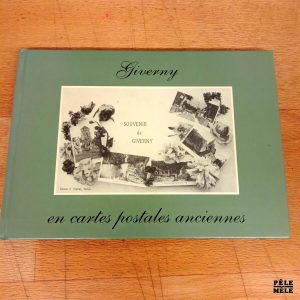 Giverny
SOUVENIR
de
GIVERNY
en cartes postales anciennes
PÊLE
MÊLE